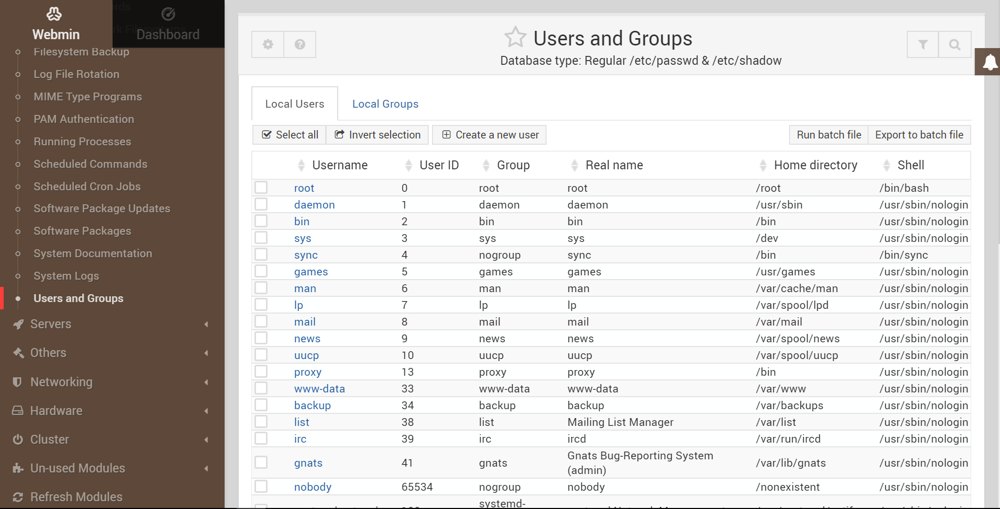 Webmin
Dashboard
Filesystem Backup
Log File Rotation
MIME Type Programs
PAM Authentication
Running Processes
Scheduled Commands
Scheduled Cron Jobs
Software Package Updates
Software Packages
System Documentation
System Logs
Users and Groups
Servers
Others
Networking
Hardware
Cluster
Un-used Modules
Refresh Modules
Users and Groups
Database type: Regular /etc/passwd & /etc/shadow
Local Users Local Groups
Select all Invert selection Create a new user Run batch file Export to batch file
Username User ID Group Real name Home directory Shell
root 0 root root /root /bin/bash
daemon 1 daemon daemon /usr/sbin /usr/sbin/nologin
bin 2 bin bin /bin /usr/sbin/nologin
sys 3 sys sys /dev /usr/sbin/nologin
sync 4 nogroup sync /bin /bin/sync
games 5 games games /usr/games /usr/sbin/nologin
man 6 man man /var/cache/man /usr/sbin/nologin
lp 7 lp lp /var/spool/lpd /usr/sbin/nologin
mail 8 mail mail /var/mail /usr/sbin/nologin
news 9 news news /var/spool/news /usr/sbin/nologin
uucp 10 uucp uucp /var/spool/uucp /usr/sbin/nologin
proxy 13 proxy proxy /bin /usr/sbin/nologin
www-data 33 www-data www-data /var/www /usr/sbin/nologin
backup 34 backup backup /var/backups /usr/sbin/nologin
list 38 list Mailing List Manager /var/list /usr/sbin/nologin
irc 39 irc ircd /var/run/ircd /usr/sbin/nologin
gnats 41 gnats Gnats Bug-Reporting System
(admin) /var/lib/gnats /usr/sbin/nologin
nobody 65534 nogroup nobody /nonexistent /usr/sbin/nologin
systemd-